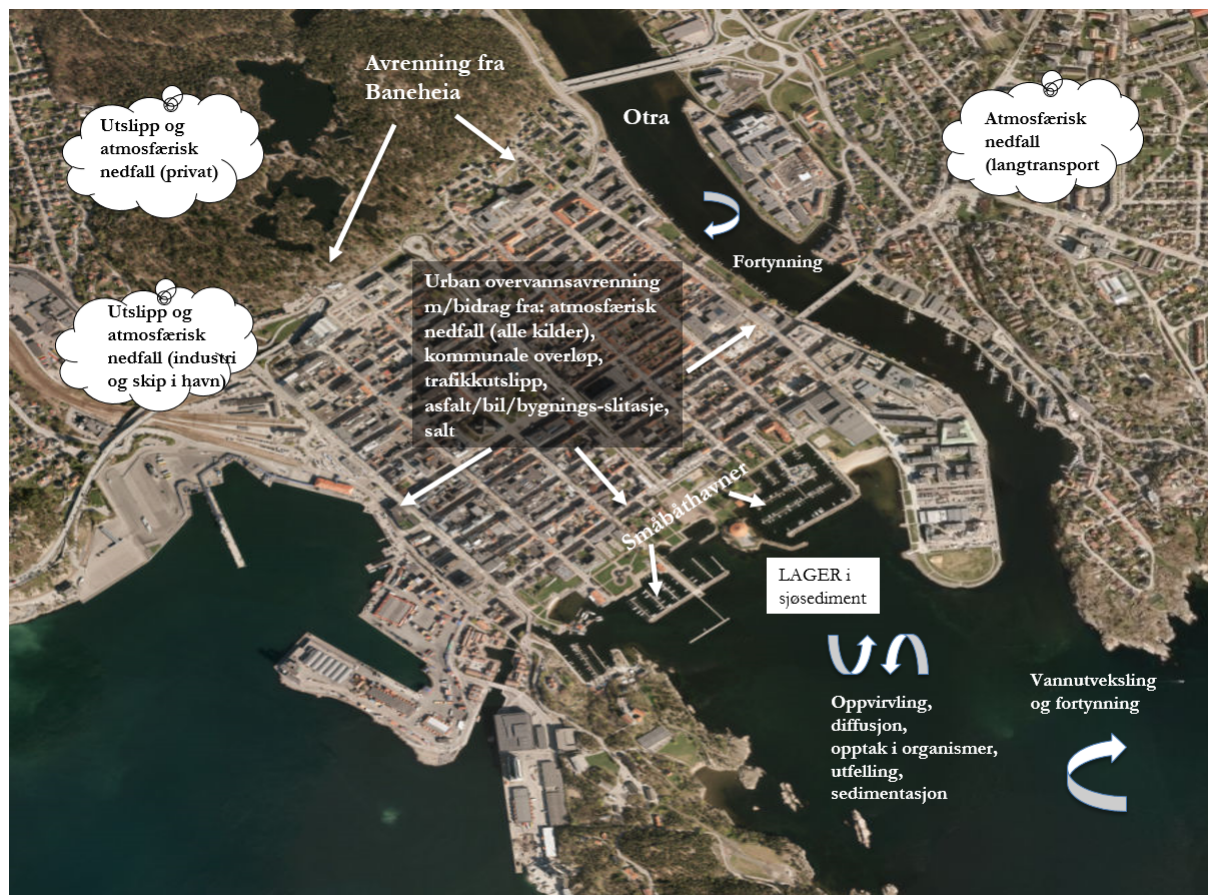 Avrenning fra
Baneheia
Otra
Utslipp og
atmosfærisk
nedfall (privat)
Atmosfærisk
nedfall
(langtransport
Fortynning
Urban overvannsavrenning
m/bidrag fra: atmosfærisk
nedfall (alle kilder),
kommunale overløp,
trafikkutslipp,
asfalt/bil/bygnings-slitasje,
salt
Utslipp og
atmosfærisk
nedfall (industri
og skip i havn)
Småbåthavner
LAGER i
sjøsediment
Oppvirvling,
diffusjon,
opptak i organismer,
utfelling,
sedimentasjon
Vannutveksling
og fortynning